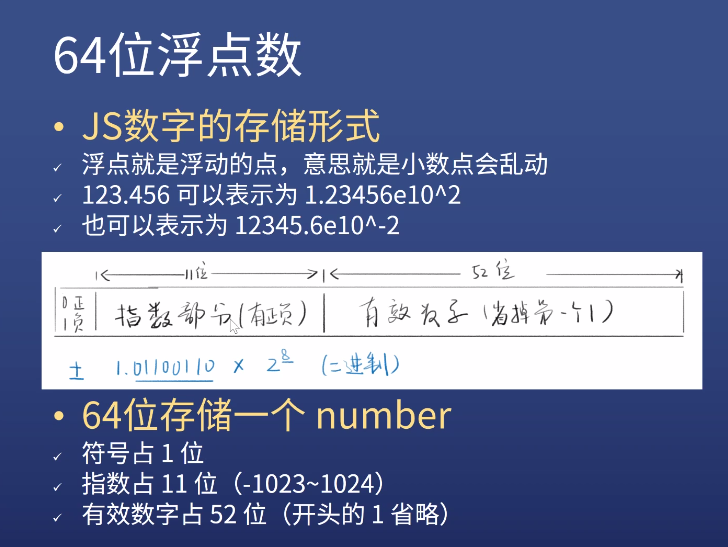 64位浮点数
• JS数字的存储形式
✓ 浮点就是浮动的点，意思就是小数点会乱动
✓ 123.456 可以表示为 1.23456e10^2
✓ 也可以表示为 12345.6e10^-2
11位 52位
0正 指数部分(有正负) 有效数字(省掉第一个1)
1负
± 1.01100110 × 2^8 (二进制)
• 64位存储一个 number
✓ 符号占 1 位
✓ 指数占 11 位（-1023~1024）
✓ 有效数字占 52 位（开头的 1 省略）